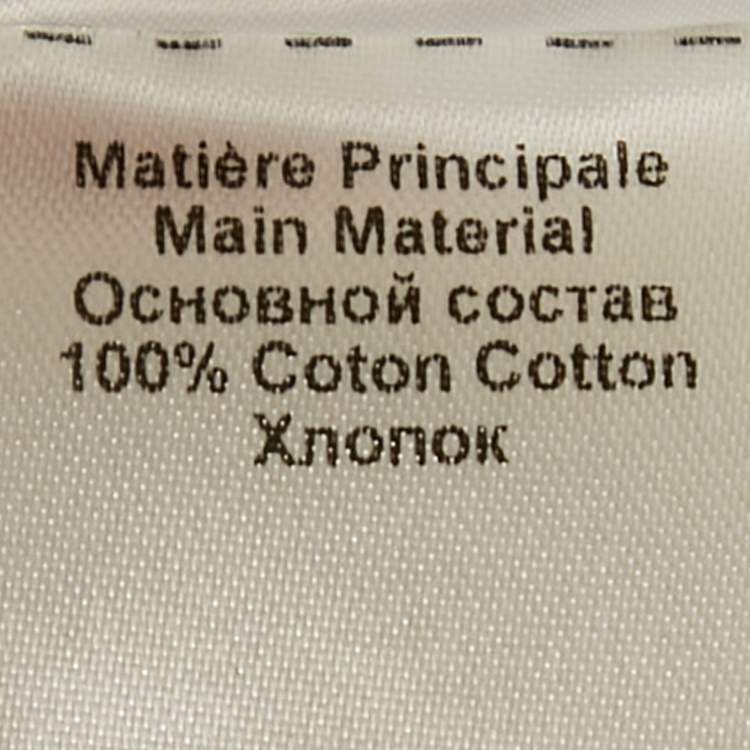 Matière Principale
Main Material
Основной состав
100% Coton Cotton
Хлопок